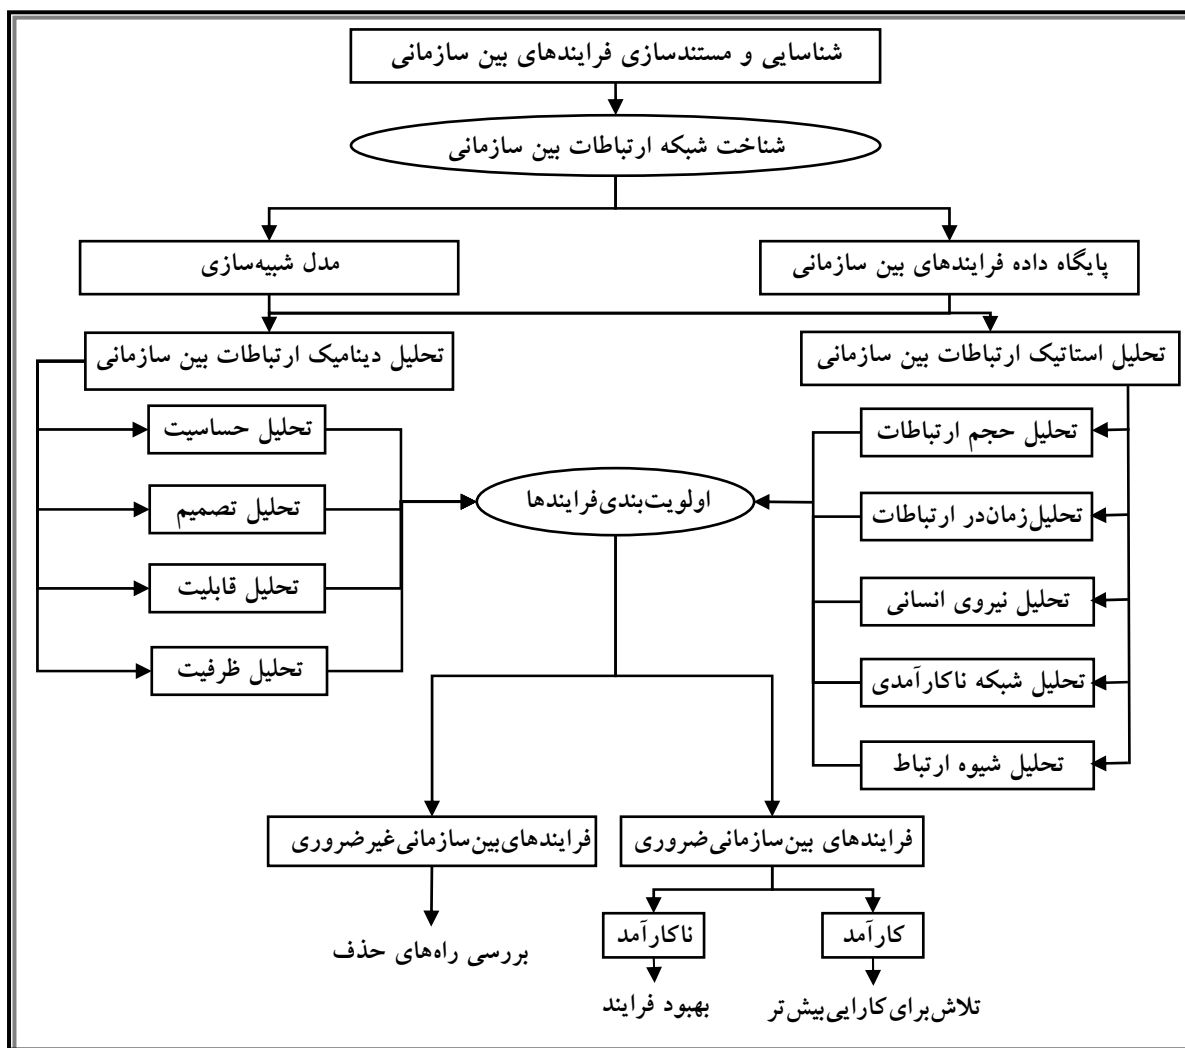 شناسایی و مستندسازی فرایندهای بین سازمانی
شناخت شبکه ارتباطات بین سازمانی
پایگاه داده فرایندهای بین سازمانی
مدل شبیه‌سازی
تحلیل استاتیک ارتباطات بین سازمانی
تحلیل دینامیک ارتباطات بین سازمانی
تحلیل حجم ارتباطات
تحلیل حساسیت
اولویت‌بندی‌فرایندها
تحلیل‌زمان‌در ارتباطات
تحلیل تصمیم
تحلیل نیروی انسانی
تحلیل قابلیت
تحلیل شبکه ناکارآمدی
تحلیل ظرفیت
تحلیل شیوه ارتباط
فرایندهای بین‌سازمانی‌ضروری
فرایندهای‌بین‌سازمانی‌غیرضروری
کارآمد
ناکارآمد
بررسی راه‌های حذف
تلاش‌برای‌کارایی‌بیش‌تر
بهبود فرایند